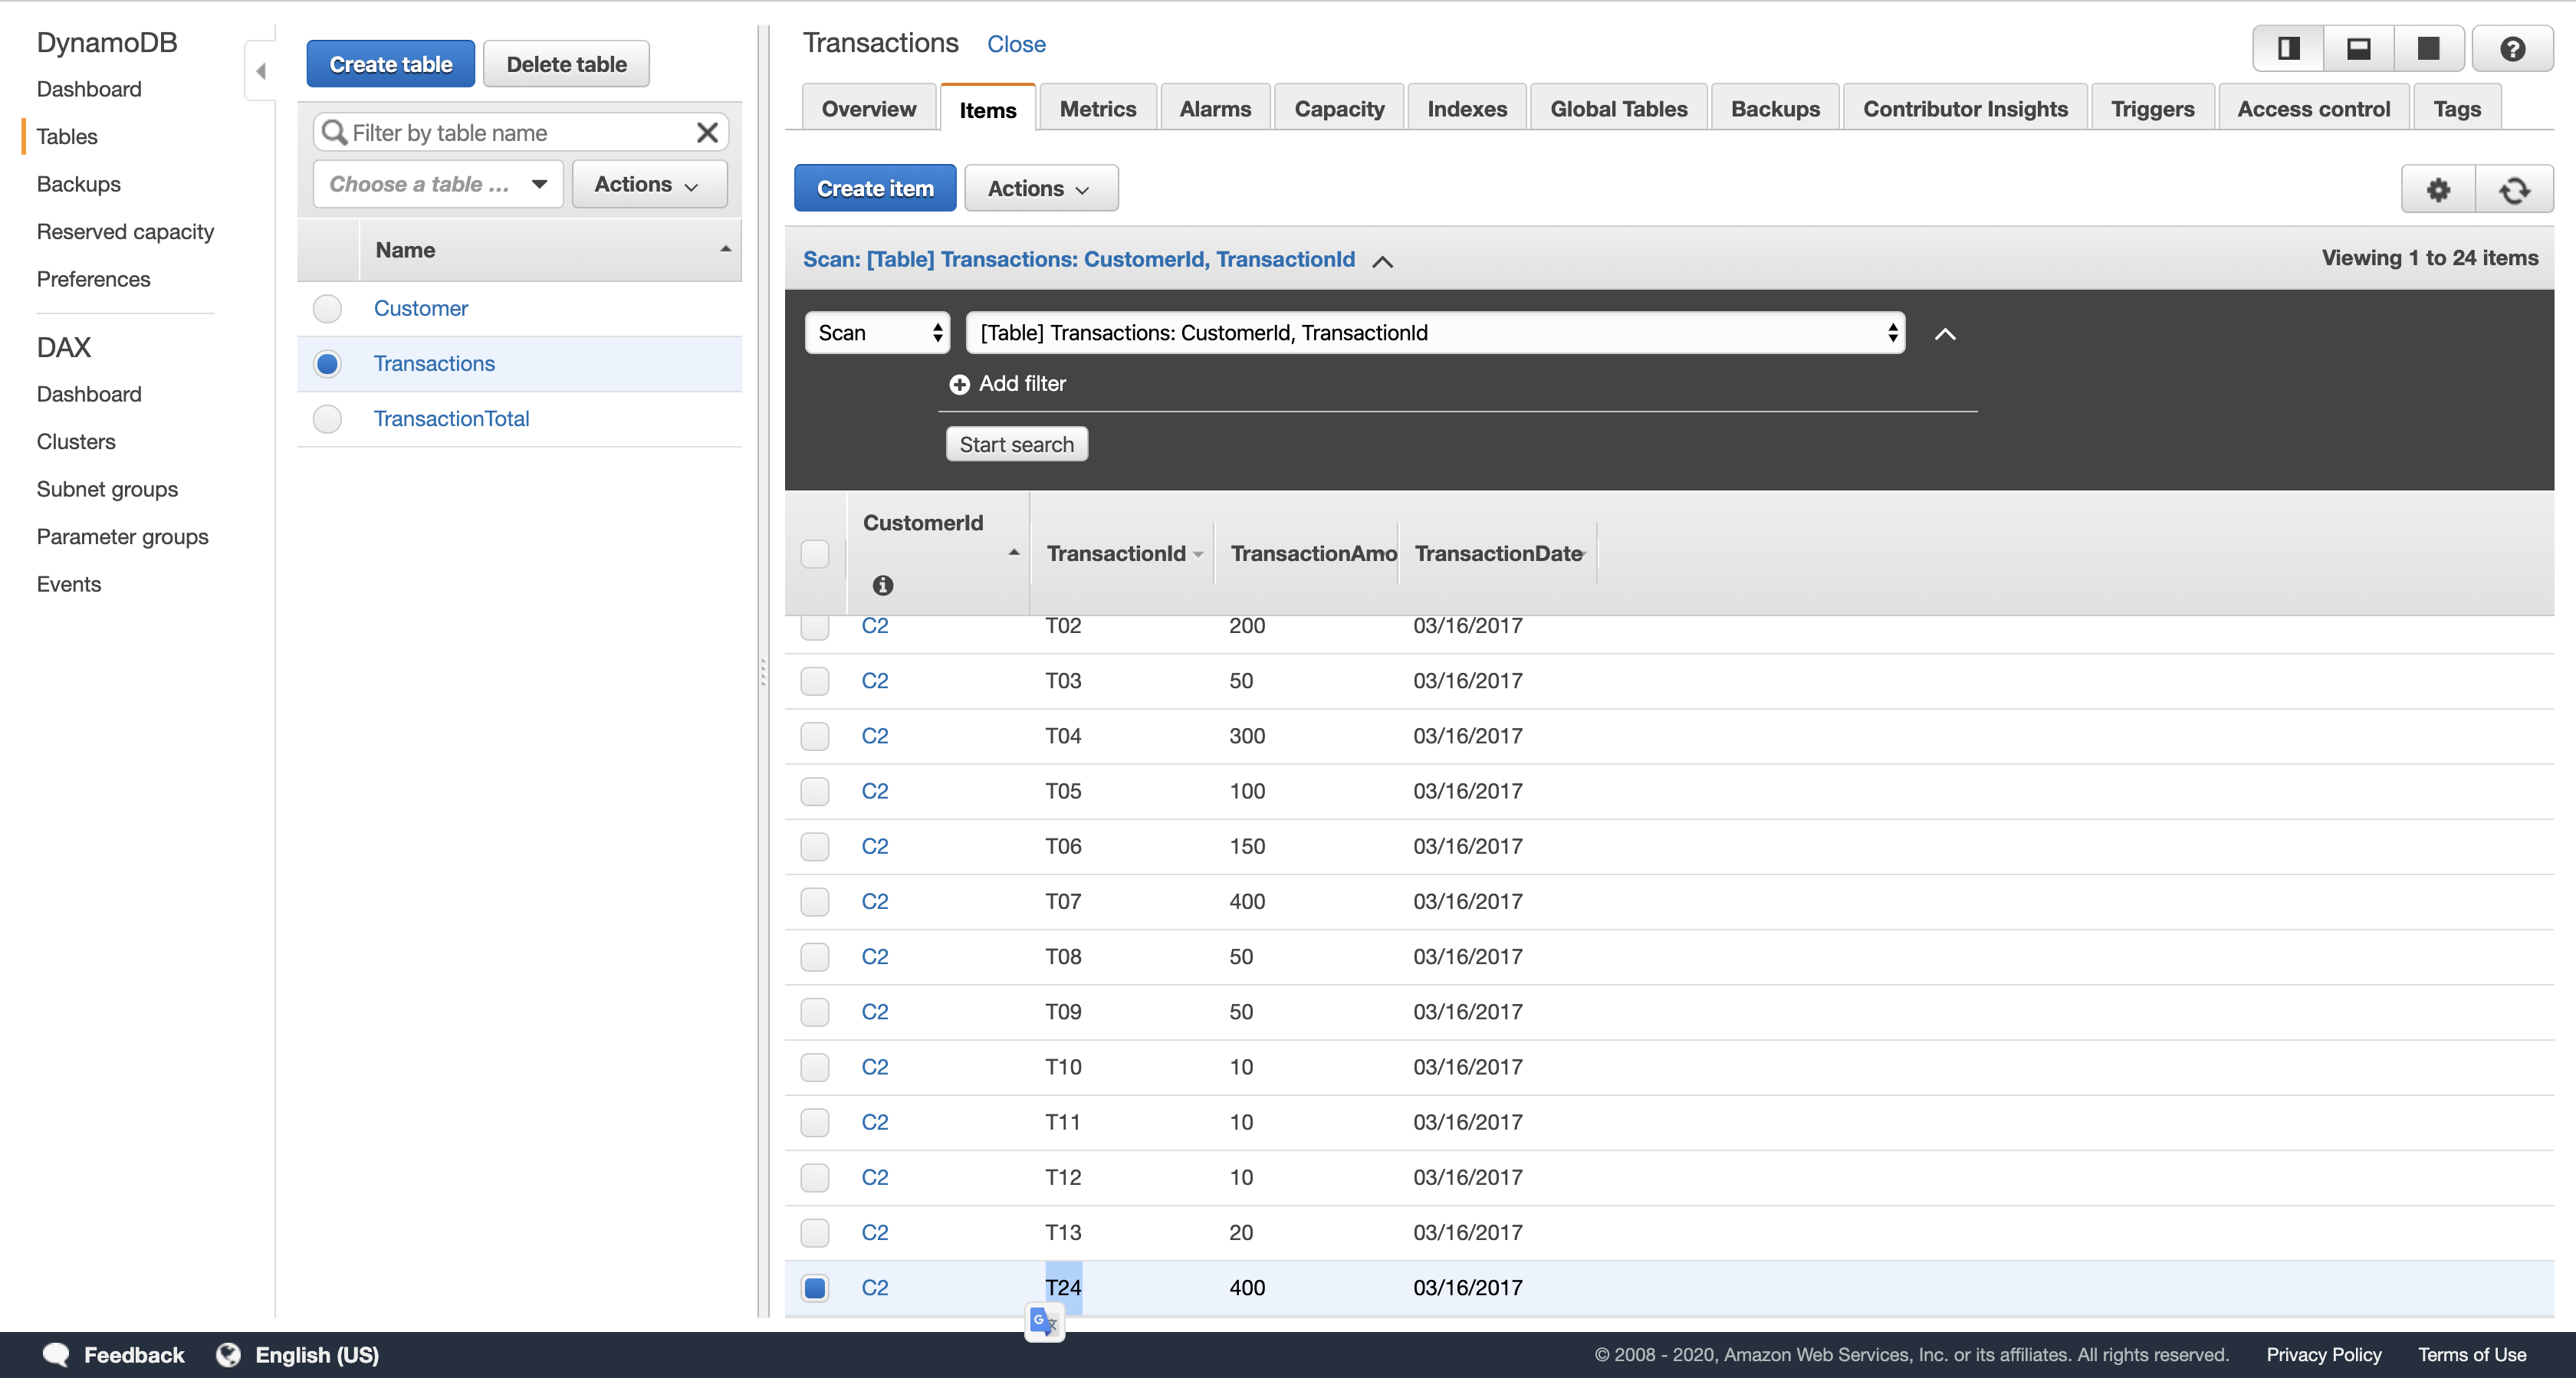 DynamoDB
Dashboard
Tables
Backups
Reserved capacity
Preferences
DAX
Dashboard
Clusters
Subnet groups
Parameter groups
Events
Create table Delete table
Filter by table name
Choose a table ... Actions
Name
Customer
Transactions
TransactionTotal
Transactions Close
Overview Items Metrics Alarms Capacity Indexes Global Tables Backups Contributor Insights Triggers Access control Tags
Create item Actions
Scan: [Table] Transactions: CustomerId, TransactionId Viewing 1 to 24 items
Scan [Table] Transactions: CustomerId, TransactionId
Add filter
Start search
CustomerId TransactionId TransactionAmo TransactionDate
C2 T02 200 03/16/2017
C2 T03 50 03/16/2017
C2 T04 300 03/16/2017
C2 T05 100 03/16/2017
C2 T06 150 03/16/2017
C2 T07 400 03/16/2017
C2 T08 50 03/16/2017
C2 T09 50 03/16/2017
C2 T10 10 03/16/2017
C2 T11 10 03/16/2017
C2 T12 10 03/16/2017
C2 T13 20 03/16/2017
C2 T24 400 03/16/2017
Feedback English (US) © 2008 - 2020, Amazon Web Services, Inc. or its affiliates. All rights reserved. Privacy Policy Terms of Use